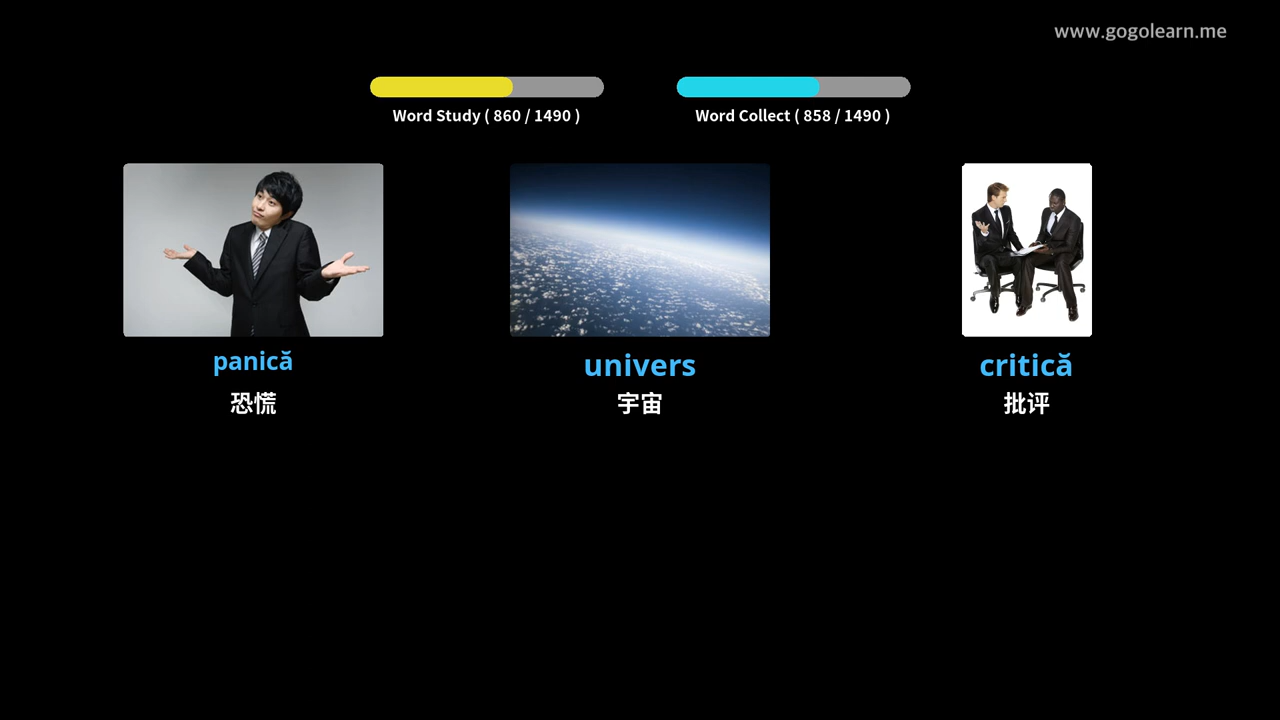 www.gogolearn.me
Word Study ( 860 / 1490 )
Word Collect ( 858 / 1490 )
panică
univers
critică
恐慌
宇宙
批评